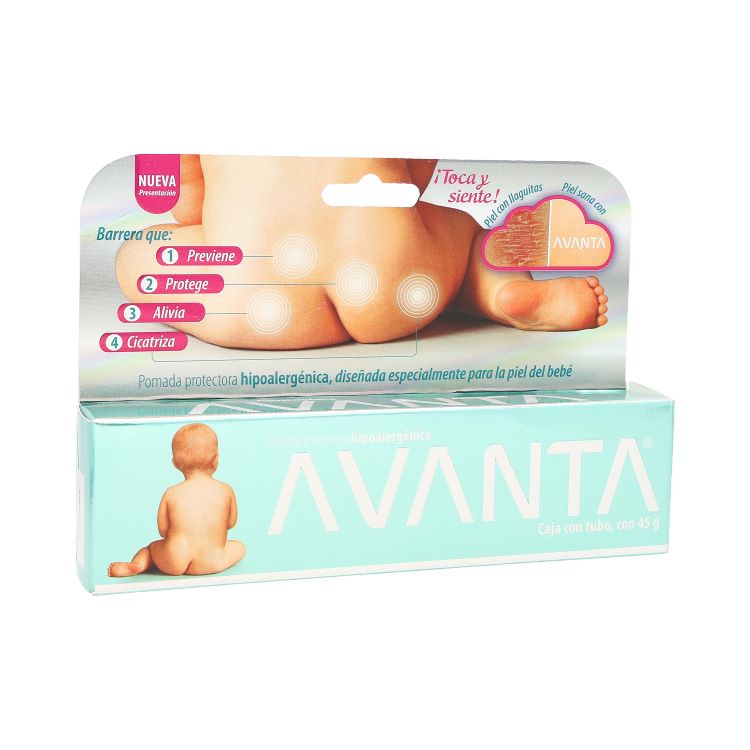 NUEVA
Presentación
¡Toca y
siente!
Piel con llaguitas
Piel sana con
AVANTA
Barrera que:
1 Previene
2 Protege
3 Alivia
4 Cicatriza
Pomada protectora hipoalergénica, diseñada especialmente para la piel del bebé
Pomada protectora hipoalergénica
AVANTA®
Caja con tubo, con 45 g